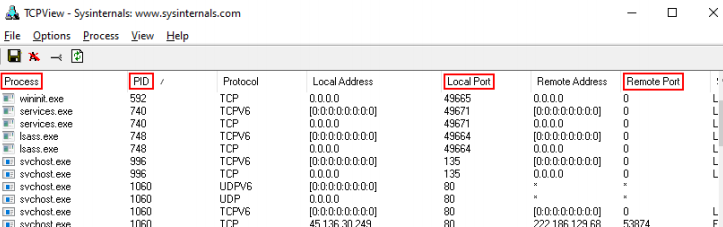 TCPView - Sysinternals: www.sysinternals.com
File Options Process View Help
Process PID / Protocol Local Address Local Port Remote Address Remote Port
wininit.exe 592 TCP 0.0.0.0 49665 0.0.0.0 0 L
services.exe 740 TCPV6 [0:0:0:0:0:0:0:0] 49671 [0:0:0:0:0:0:0:0] 0 L
services.exe 740 TCP 0.0.0.0 49671 0.0.0.0 0 L
lsass.exe 748 TCPV6 [0:0:0:0:0:0:0:0] 49664 [0:0:0:0:0:0:0:0] 0 L
lsass.exe 748 TCP 0.0.0.0 49664 0.0.0.0 0 L
svchost.exe 996 TCPV6 [0:0:0:0:0:0:0:0] 135 [0:0:0:0:0:0:0:0] 0 L
svchost.exe 996 TCP 0.0.0.0 135 0.0.0.0 0 L
svchost.exe 1060 UDPV6 [0:0:0:0:0:0:0:0] 80 * *
svchost.exe 1060 UDP 0.0.0.0 80 * *
svchost.exe 1060 TCPV6 [0:0:0:0:0:0:0:0] 80 [0:0:0:0:0:0:0:0] 0 L
svchost.exe 1060 TCP 45.136.30.249 80 222.186.129.68 53874